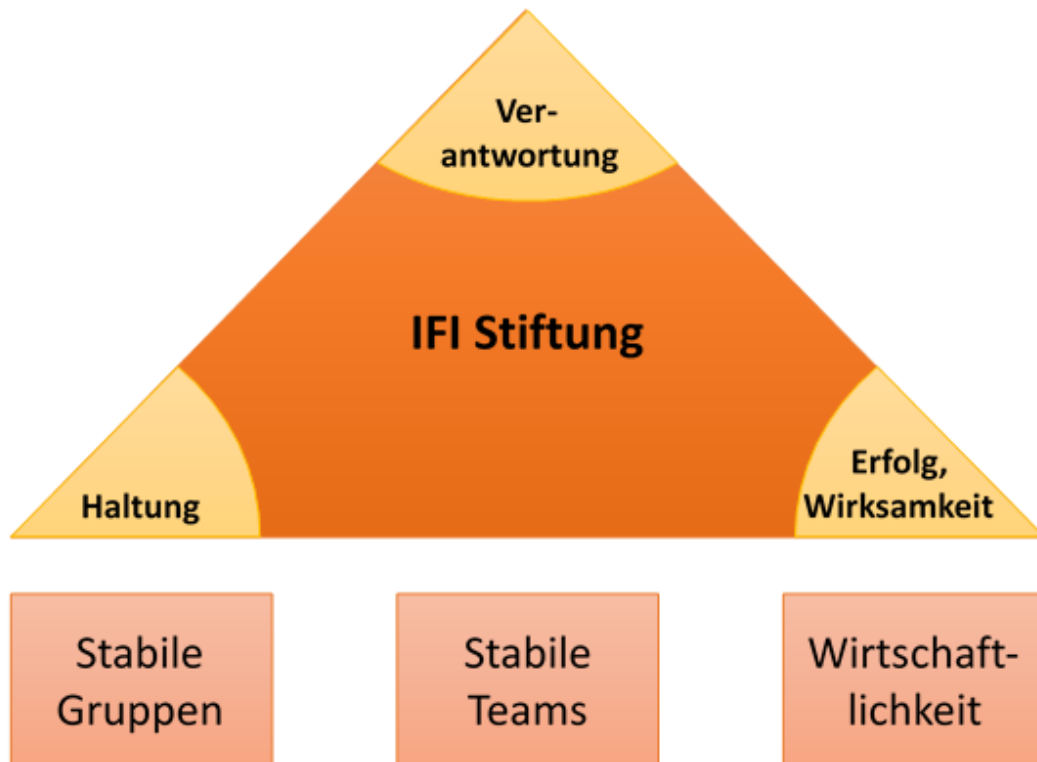 Ver-
antwortung
IFI Stiftung
Haltung
Erfolg,
Wirksamkeit
Stabile
Gruppen
Stabile
Teams
Wirtschaft-
lichkeit